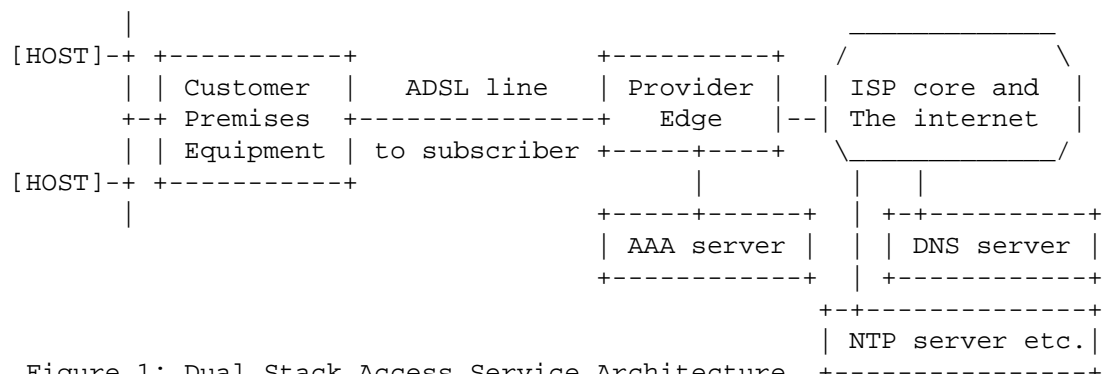 [HOST]
Customer Premises Equipment
ADSL line
to subscriber
Provider Edge
ISP core and
The internet
[HOST]
AAA server
DNS server
NTP server etc.
Figure 1: Dual Stack Access Service Architecture